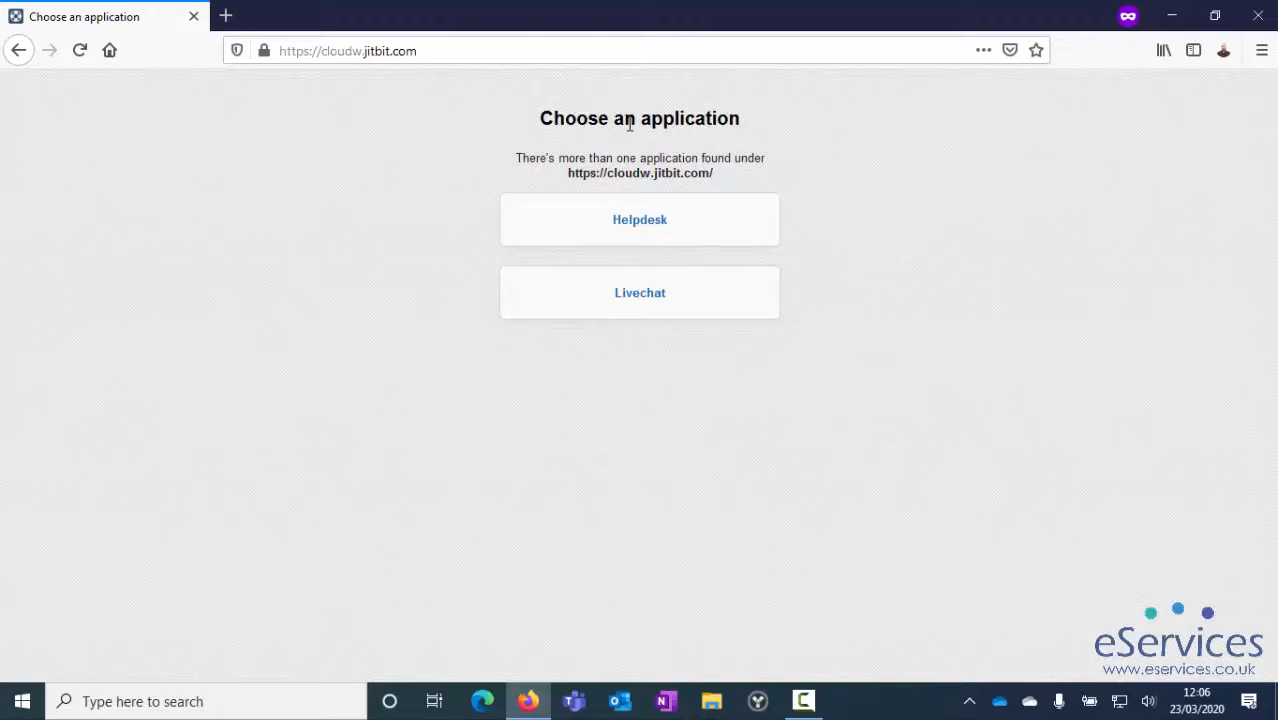 Choose an application
https://cloudw.jitbit.com
Choose an application
There's more than one application found under
https://cloudw.jitbit.com/
Helpdesk
Livechat
eServices
www.eservices.co.uk
Type here to search
12:06
23/03/2020